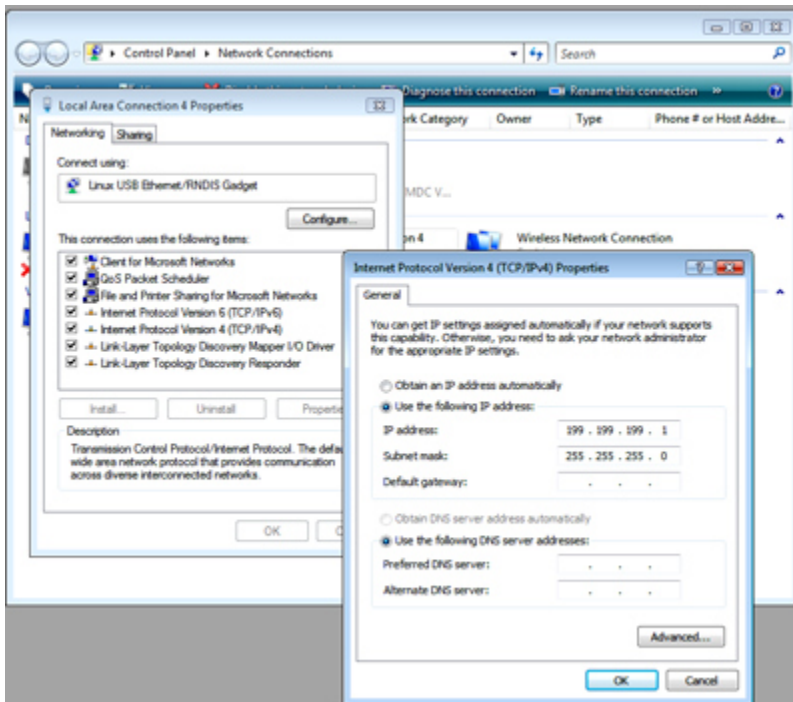 Control Panel ▸ Network Connections
Search
Diagnose this connection Rename this connection »
Category Owner Type Phone # or Host Addre...
MDC V...
Wireless Network Connection
Local Area Connection 4 Properties
Networking Sharing
Connect using:
Linux USB Ethernet/RNDIS Gadget
Configure...
This connection uses the following items:
Client for Microsoft Networks
QoS Packet Scheduler
File and Printer Sharing for Microsoft Networks
Internet Protocol Version 6 (TCP/IPv6)
Internet Protocol Version 4 (TCP/IPv4)
Link-Layer Topology Discovery Mapper I/O Driver
Link-Layer Topology Discovery Responder
Install... Uninstall Propertie
Description
Transmission Control Protocol/Internet Protocol. The defau
wide area network protocol that provides communication
across diverse interconnected networks.
OK C
Internet Protocol Version 4 (TCP/IPv4) Properties
General
You can get IP settings assigned automatically if your network supports
this capability. Otherwise, you need to ask your network administrator
for the appropriate IP settings.
Obtain an IP address automatically
Use the following IP address:
IP address: 199 . 199 . 199 . 1
Subnet mask: 255 . 255 . 255 . 0
Default gateway: . . .
Obtain DNS server address automatically
Use the following DNS server addresses:
Preferred DNS server: . . .
Alternate DNS server: . . .
Advanced...
OK Cancel